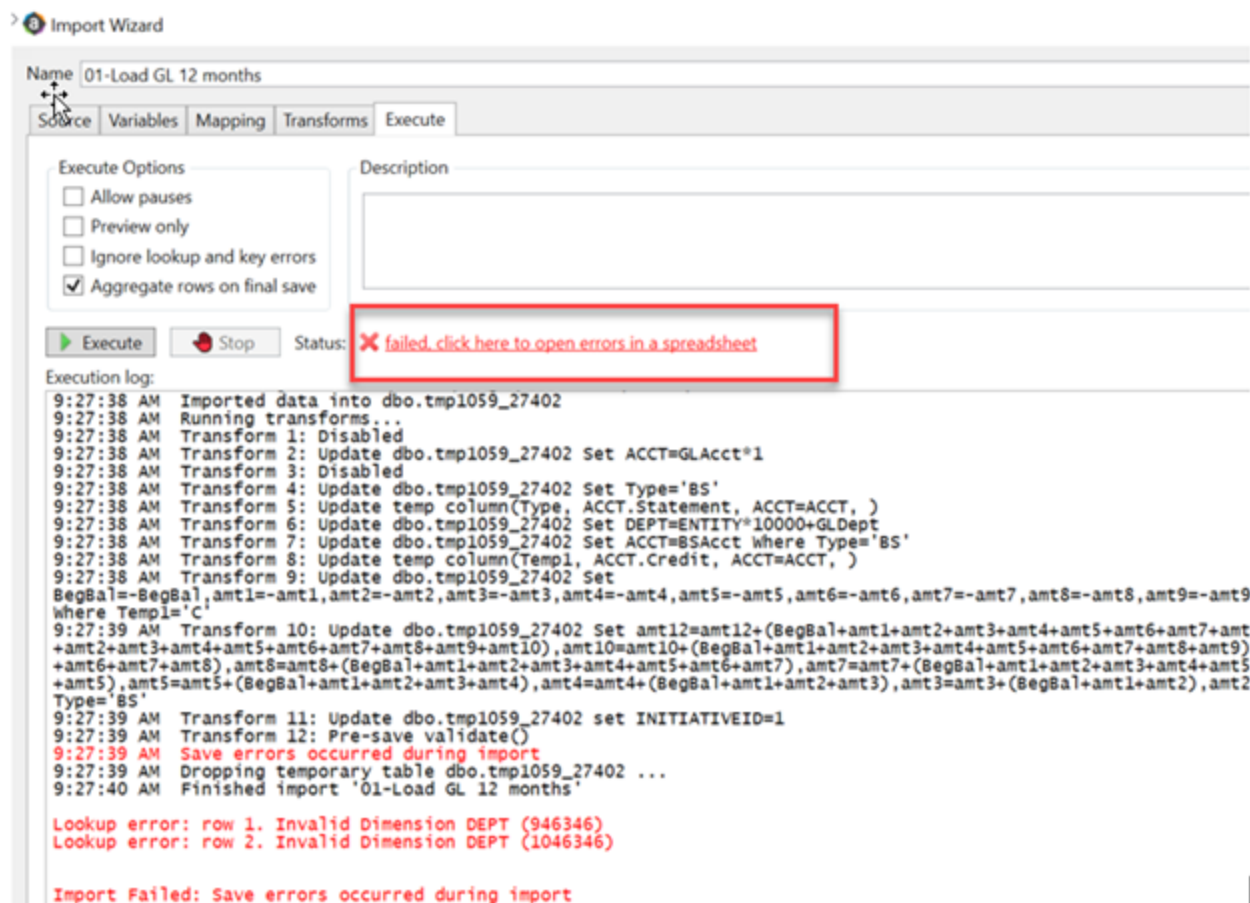 Import Wizard
Name 01-Load GL 12 months
Source Variables Mapping Transforms Execute
Execute Options
Description
Allow pauses
Preview only
Ignore lookup and key errors
Aggregate rows on final save
Execute Stop Status: failed, click here to open errors in a spreadsheet
Execution log:
9:27:38 AM Imported data into dbo.tmp1059_27402
9:27:38 AM Running transforms...
9:27:38 AM Transform 1: Disabled
9:27:38 AM Transform 2: Update dbo.tmp1059_27402 Set ACCT=GLAcct*1
9:27:38 AM Transform 3: Disabled
9:27:38 AM Transform 4: Update dbo.tmp1059_27402 Set Type='BS'
9:27:38 AM Transform 5: Update temp column(Type, ACCT.Statement, ACCT=ACCT, )
9:27:38 AM Transform 6: Update dbo.tmp1059_27402 Set DEPT=ENTITY*10000+GLDept
9:27:38 AM Transform 7: Update dbo.tmp1059_27402 Set ACCT=BSAcct Where Type='BS'
9:27:38 AM Transform 8: Update temp column(Temp1, ACCT.Credit, ACCT=ACCT, )
9:27:38 AM Transform 9: Update dbo.tmp1059_27402 Set
BegBal=-BegBal,amt1=-amt1,amt2=-amt2,amt3=-amt3,amt4=-amt4,amt5=-amt5,amt6=-amt6,amt7=-amt7,amt8=-amt8,amt9=-amt9
Where Temp1='C'
9:27:39 AM Transform 10: Update dbo.tmp1059_27402 Set amt12=amt12+(BegBal+amt1+amt2+amt3+amt4+amt5+amt6+amt7+amt
+amt2+amt3+amt4+amt5+amt6+amt7+amt8+amt9+amt10),amt10=amt10+(BegBal+amt1+amt2+amt3+amt4+amt5+amt6+amt7+amt8+amt9)
+amt6+amt7+amt8),amt8=amt8+(BegBal+amt1+amt2+amt3+amt4+amt5+amt6+amt7),amt7=amt7+(BegBal+amt1+amt2+amt3+amt4+amt5
+amt5),amt5=amt5+(BegBal+amt1+amt2+amt3+amt4),amt4=amt4+(BegBal+amt1+amt2+amt3),amt3=amt3+(BegBal+amt1+amt2),amt2
Type='BS'
9:27:39 AM Transform 11: Update dbo.tmp1059_27402 set INITIATIVEID=1
9:27:39 AM Transform 12: Pre-save validate()
9:27:39 AM Save errors occurred during import
9:27:39 AM Dropping temporary table dbo.tmp1059_27402 ...
9:27:40 AM Finished import '01-Load GL 12 months'
Lookup error: row 1. Invalid Dimension DEPT (946346)
Lookup error: row 2. Invalid Dimension DEPT (1046346)
Import Failed: Save errors occurred during import